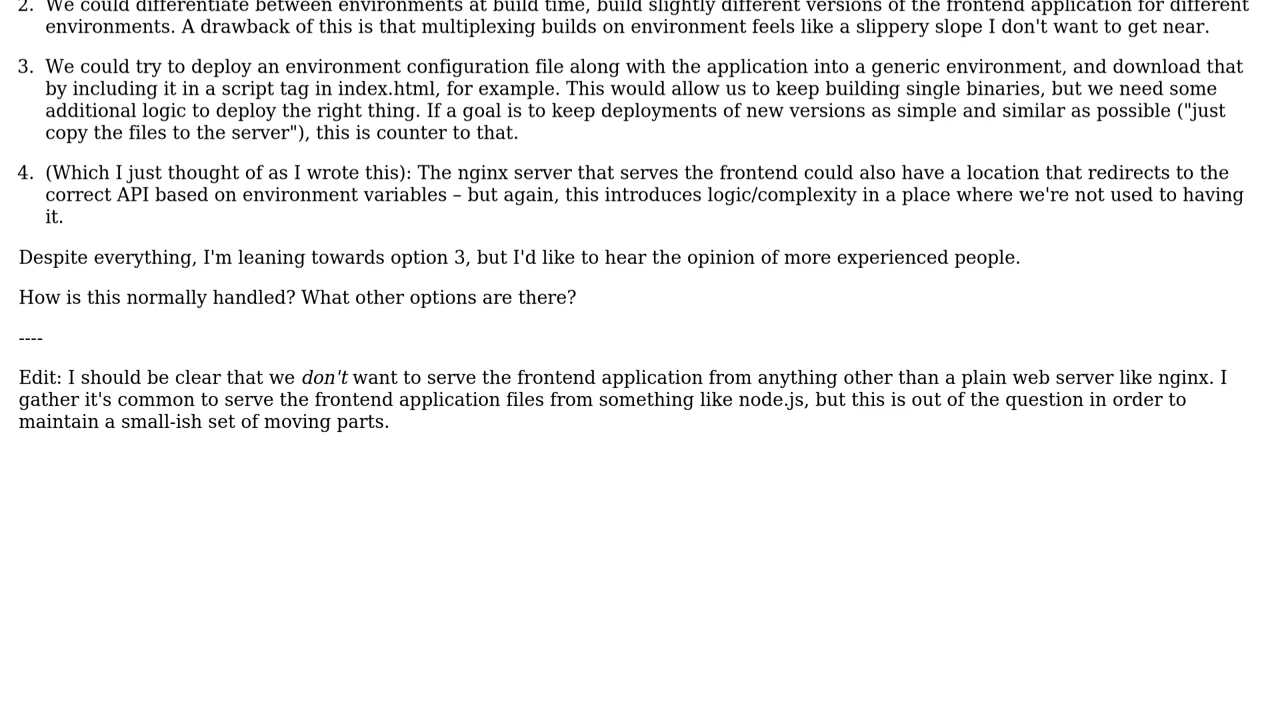 2. We could differentiate between environments at build time, build slightly different versions of the frontend application for different
environments. A drawback of this is that multiplexing builds on environment feels like a slippery slope I don't want to get near.
3. We could try to deploy an environment configuration file along with the application into a generic environment, and download that
by including it in a script tag in index.html, for example. This would allow us to keep building single binaries, but we need some
additional logic to deploy the right thing. If a goal is to keep deployments of new versions as simple and similar as possible ("just
copy the files to the server"), this is counter to that.
4. (Which I just thought of as I wrote this): The nginx server that serves the frontend could also have a location that redirects to the
correct API based on environment variables – but again, this introduces logic/complexity in a place where we're not used to having
it.
Despite everything, I'm leaning towards option 3, but I'd like to hear the opinion of more experienced people.
How is this normally handled? What other options are there?
----
Edit: I should be clear that we don't want to serve the frontend application from anything other than a plain web server like nginx. I
gather it's common to serve the frontend application files from something like node.js, but this is out of the question in order to
maintain a small-ish set of moving parts.